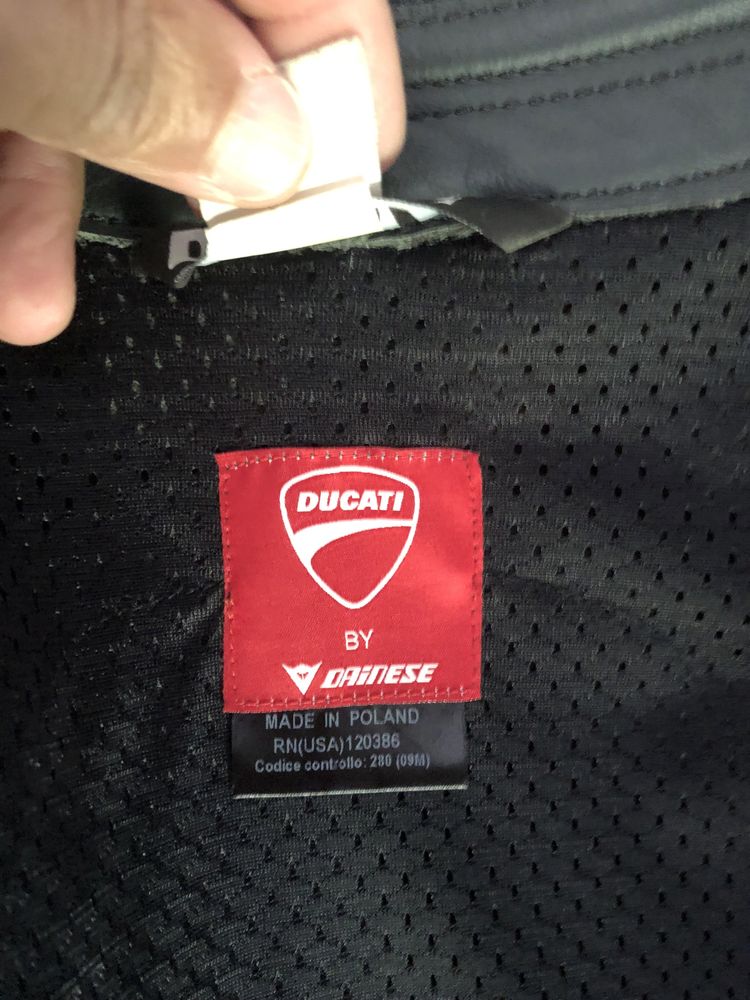 DUCATI
BY
DAINESE
MADE IN POLAND
RN(USA)120386
Codice controllo: 280 (09M)